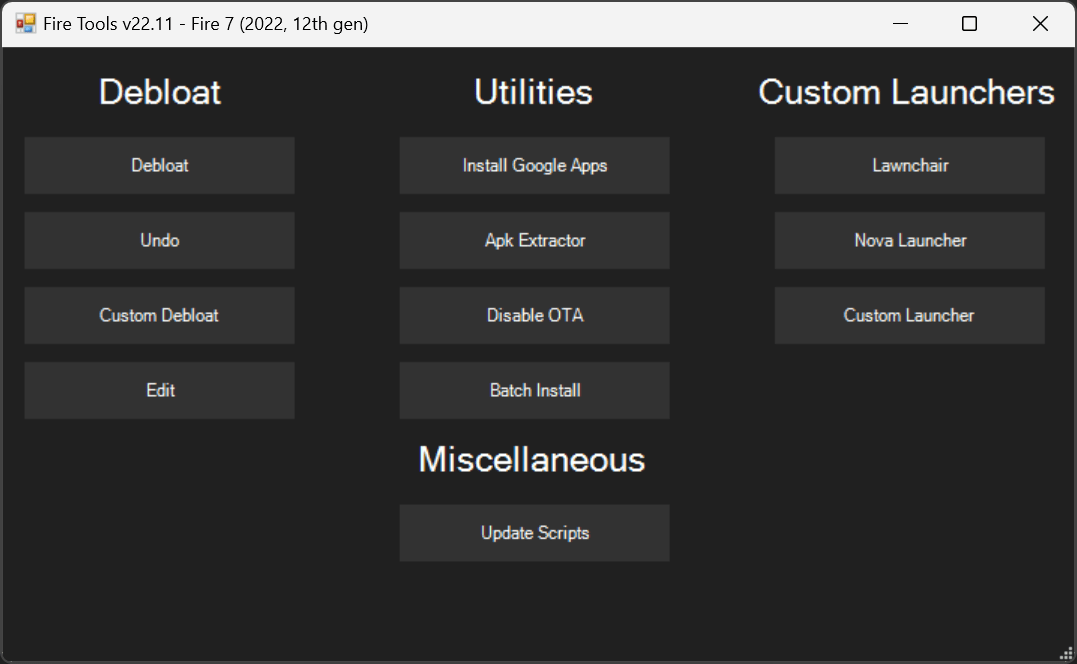 Fire Tools v22.11 - Fire 7 (2022, 12th gen)
Debloat
Debloat
Undo
Custom Debloat
Edit
Utilities
Install Google Apps
Apk Extractor
Disable OTA
Batch Install
Miscellaneous
Update Scripts
Custom Launchers
Lawnchair
Nova Launcher
Custom Launcher